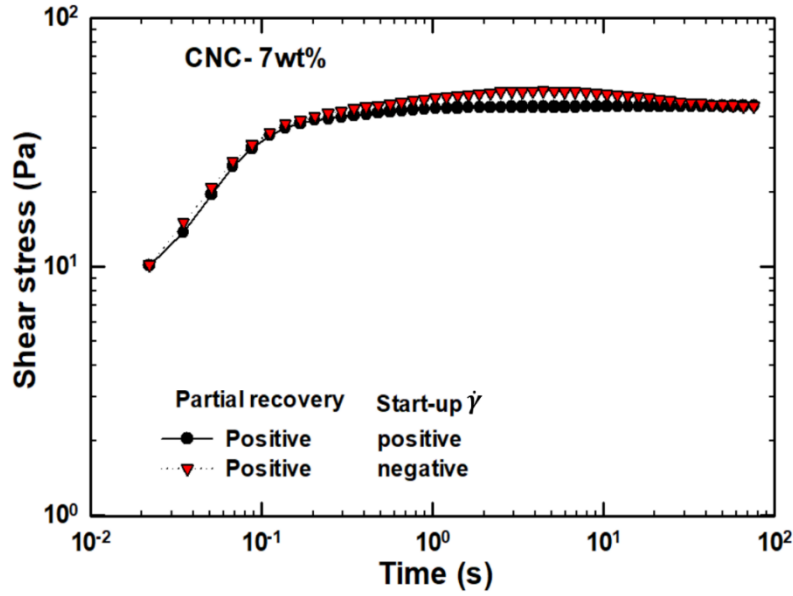 CNC- 7wt%
Shear stress (Pa)
10²
10¹
10⁰
Partial recovery Start-up γ̇
Positive positive
Positive negative
10⁻² 10⁻¹ 10⁰ 10¹ 10²
Time (s)